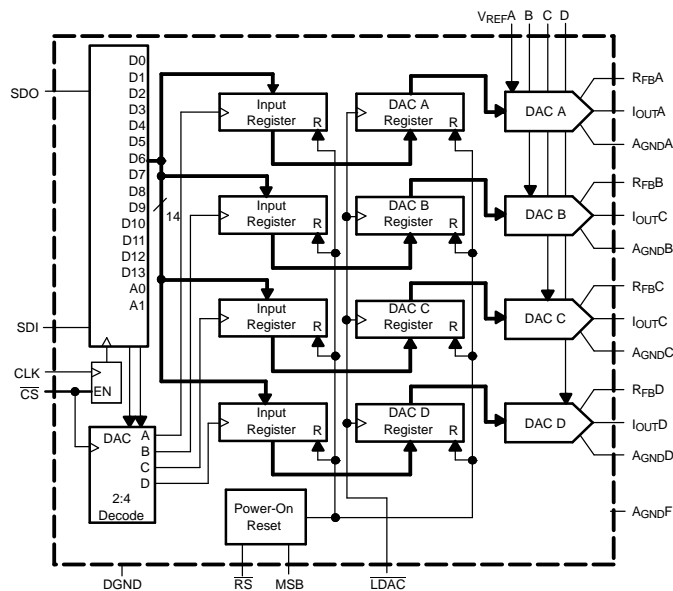 VREFA B C D
D0
D1
D2
D3
D4
D5
D6
D7
D8
D9
D10
D11
D12
D13
A0
A1
SDO
SDI
CLK
CS
EN
14
DAC
A
B
C
D
2:4
Decode
Input
Register
R
DAC A
Register
R
DAC A
RFBA
IOUTA
AGNDA
Input
Register
R
DAC B
Register
R
DAC B
RFBB
IOUTC
AGNDB
Input
Register
R
DAC C
Register
R
DAC C
RFBC
IOUTC
AGNDC
Input
Register
R
DAC D
Register
R
DAC D
RFBD
IOUTD
AGNDD
Power-On
Reset
AGNDF
DGND
RS
MSB
LDAC